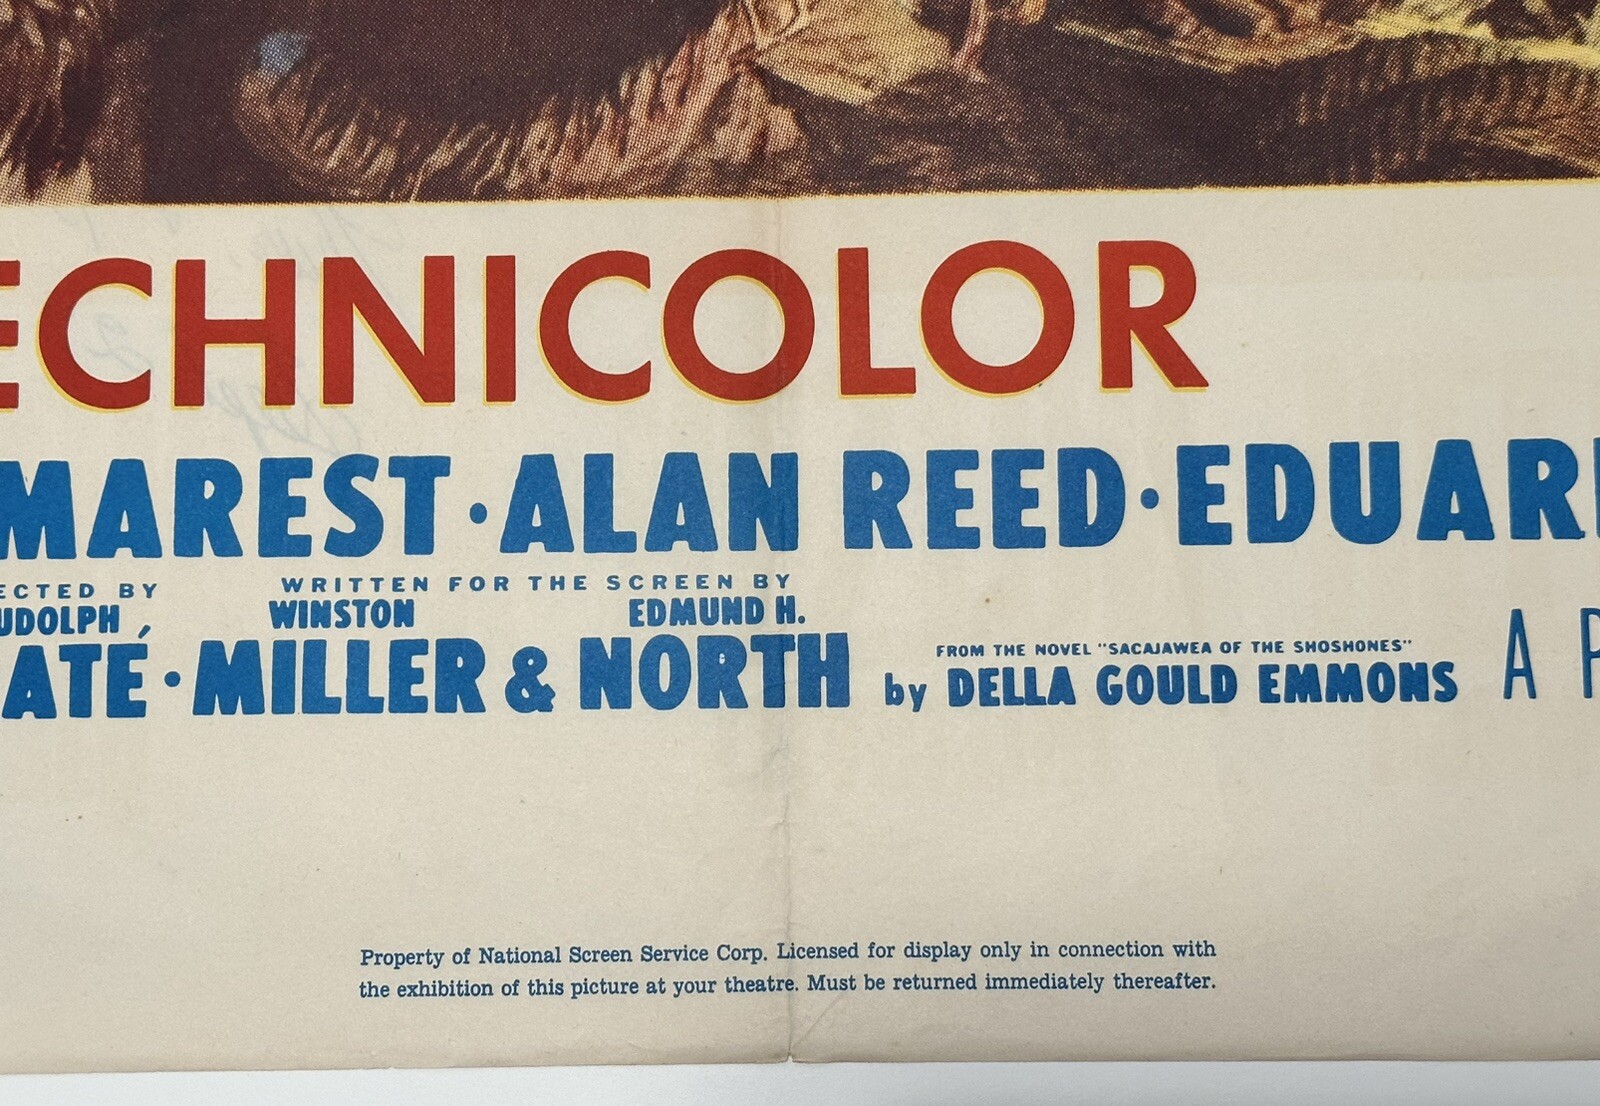 ECHNICOLOR
MAREST · ALAN REED · EDUAR
ECTED BY WRITTEN FOR THE SCREEN BY
UDOLPH WINSTON EDMUND H.
ATÉ · MILLER & NORTH
FROM THE NOVEL "SACAJAWEA OF THE SHOSHONES"
by DELLA GOULD EMMONS A P
Property of National Screen Service Corp. Licensed for display only in connection with
the exhibition of this picture at your theatre. Must be returned immediately thereafter.